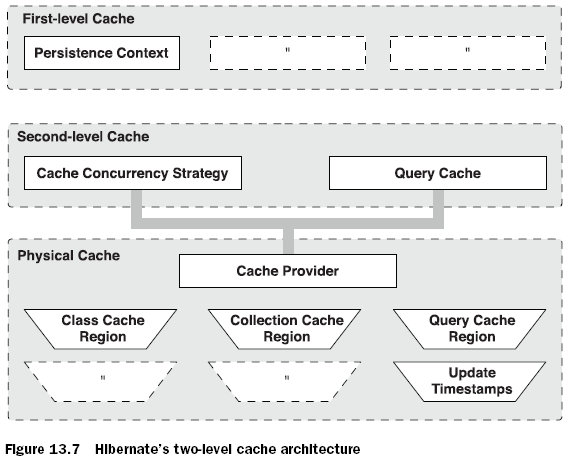 First-level Cache
Persistence Context
"
"
Second-level Cache
Cache Concurrency Strategy
Query Cache
Physical Cache
Cache Provider
Class Cache
Region
Collection Cache
Region
Query Cache
Region
"
"
Update
Timestamps
Figure 13.7 Hibernate's two-level cache architecture